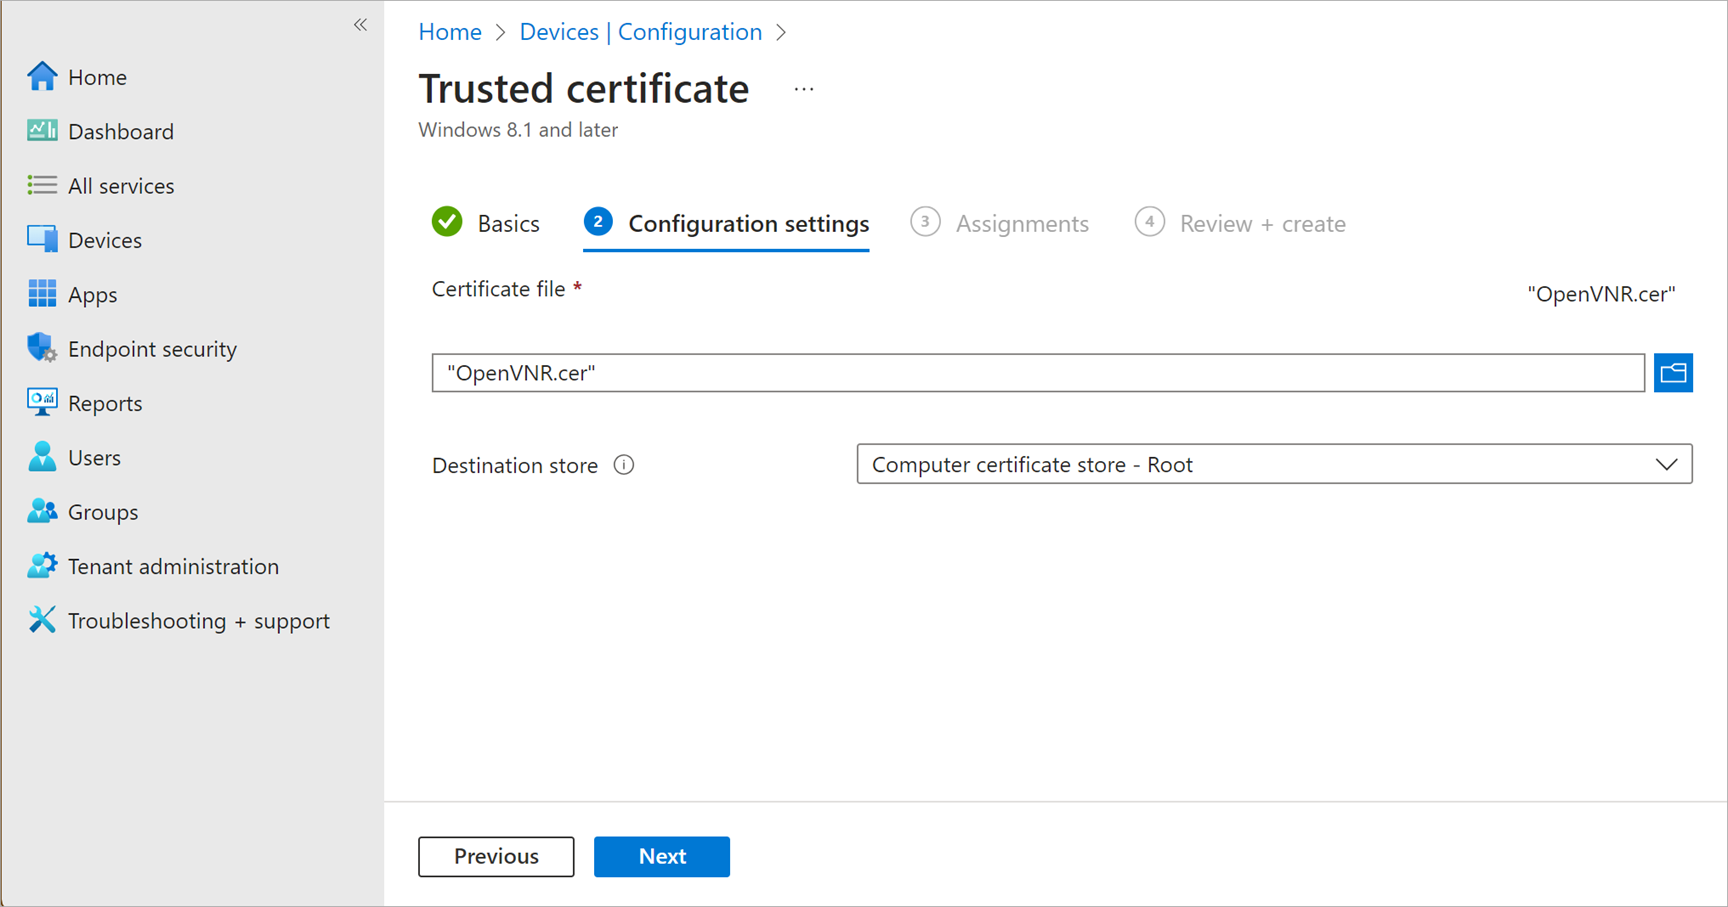 Home
Dashboard
All services
Devices
Apps
Endpoint security
Reports
Users
Groups
Tenant administration
Troubleshooting + support
Home > Devices | Configuration >
Trusted certificate ...
Windows 8.1 and later
Basics 2 Configuration settings 3 Assignments 4 Review + create
Certificate file * "OpenVNR.cer"
"OpenVNR.cer"
Destination store Computer certificate store - Root
Previous Next